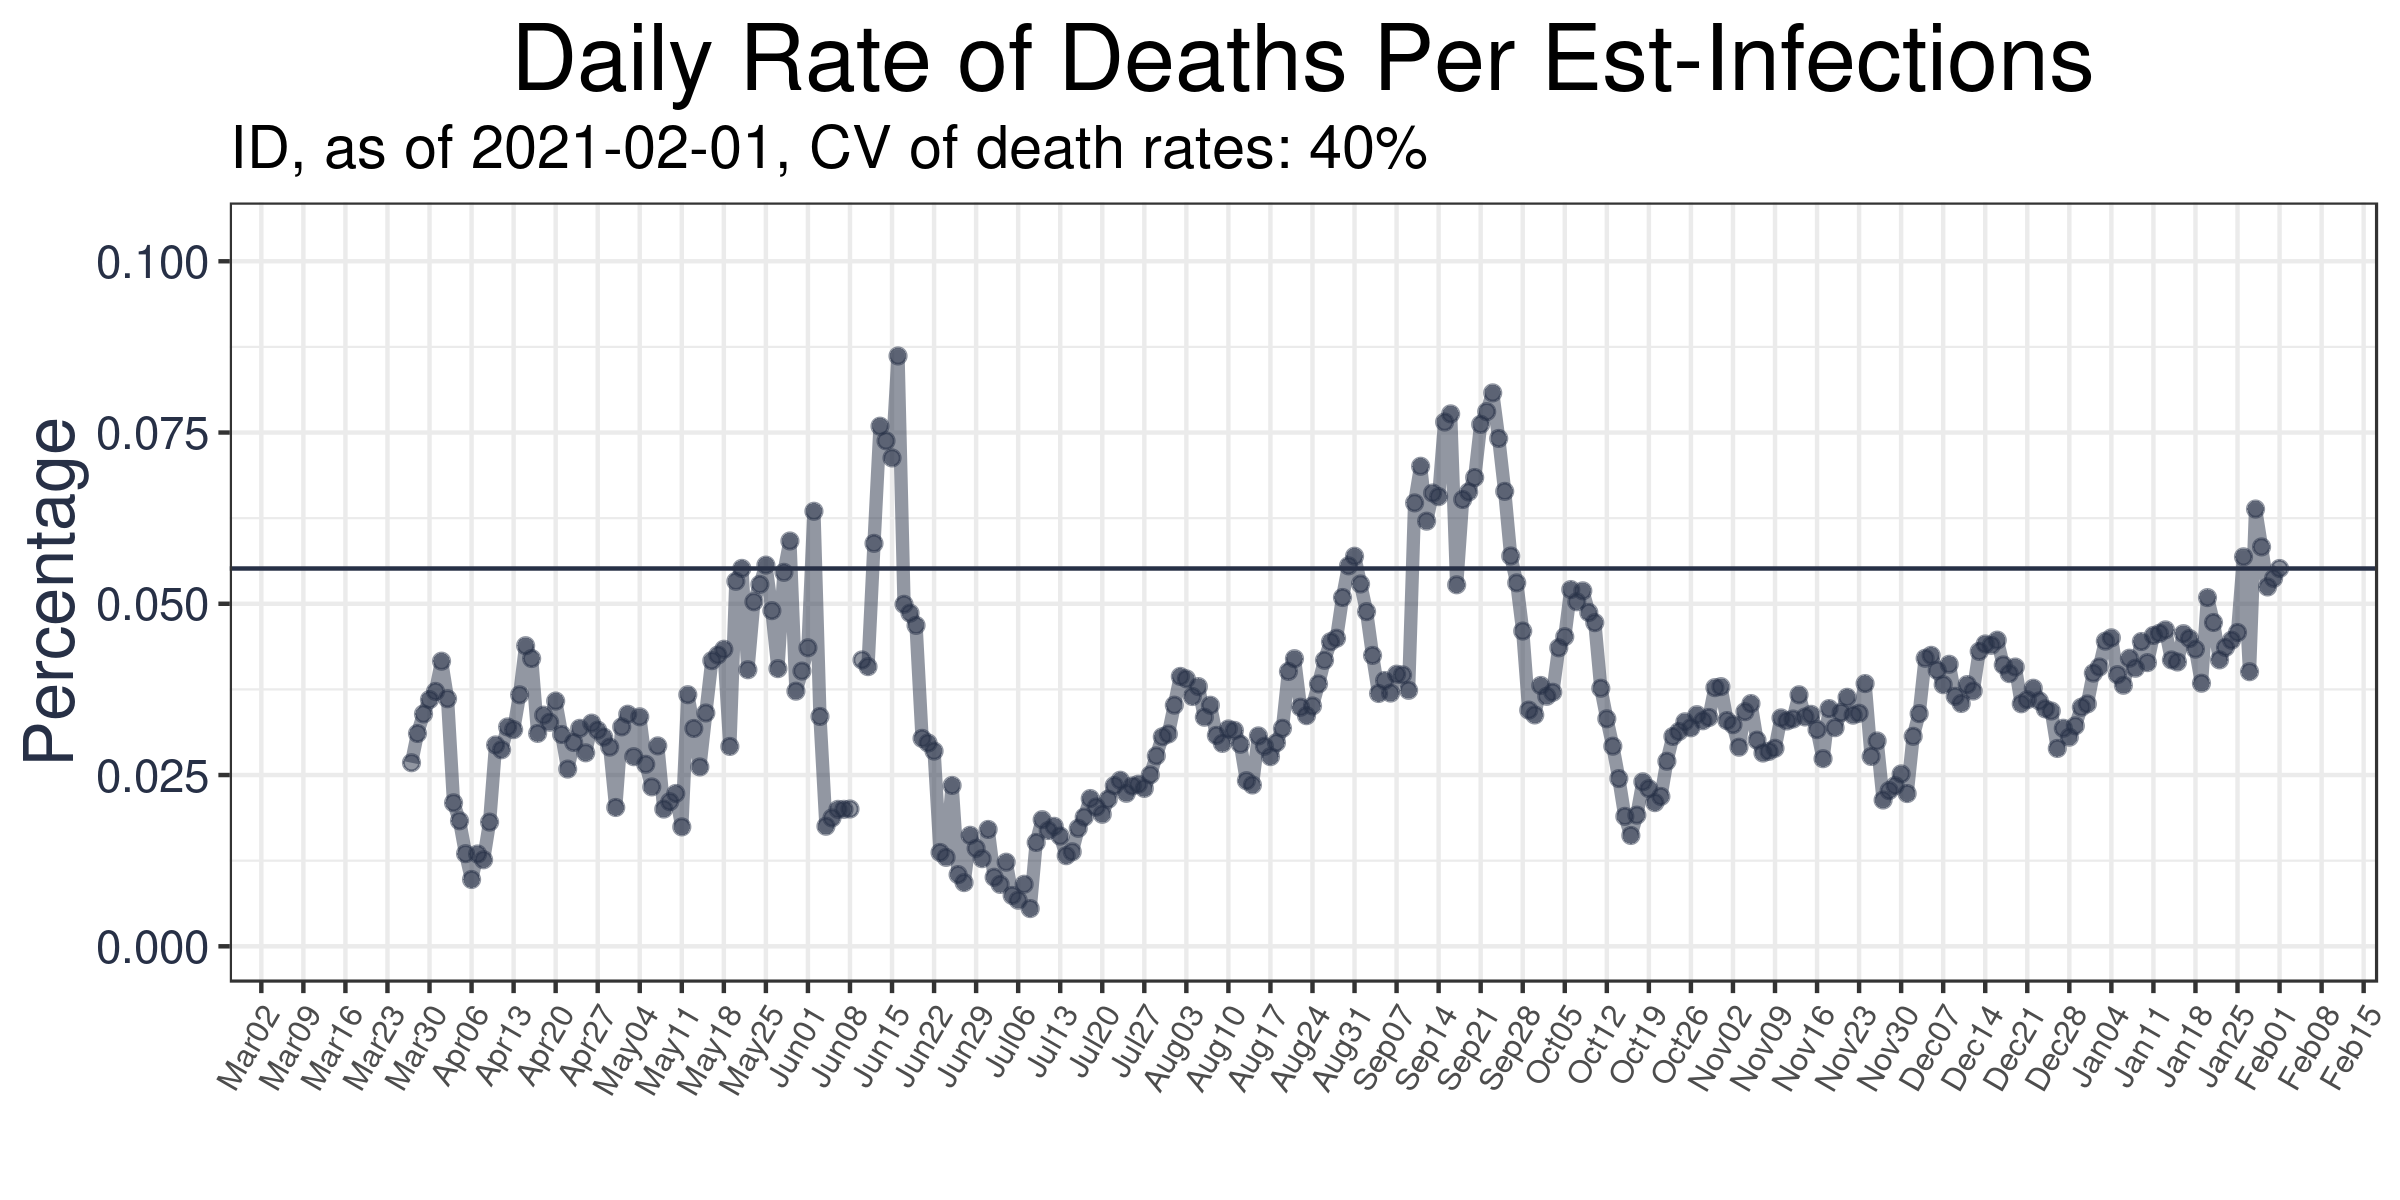 Daily Rate of Deaths Per Est-Infections
ID, as of 2021-02-01, CV of death rates: 40%
Percentage
0.100
0.075
0.050
0.025
0.000
Mar02
Mar09
Mar16
Mar23
Mar30
Apr06
Apr13
Apr20
Apr27
May04
May11
May18
May25
Jun01
Jun08
Jun15
Jun22
Jun29
Jul06
Jul13
Jul20
Jul27
Aug03
Aug10
Aug17
Aug24
Aug31
Sep07
Sep14
Sep21
Sep28
Oct05
Oct12
Oct19
Oct26
Nov02
Nov09
Nov16
Nov23
Nov30
Dec07
Dec14
Dec21
Dec28
Jan04
Jan11
Jan18
Jan25
Feb01
Feb08
Feb15